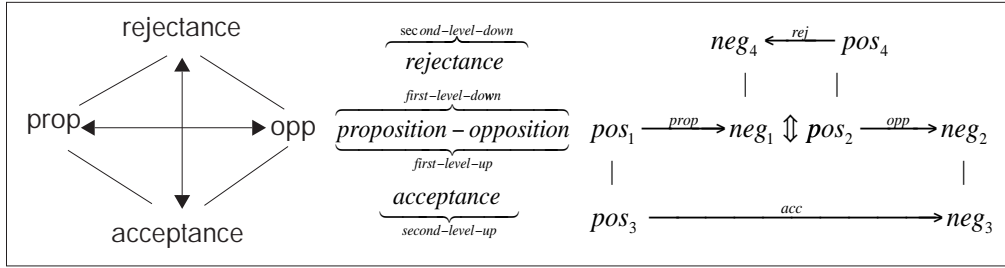 rejectance
prop opp
acceptance
second-level-down
rejectance
first-level-down
proposition – opposition
first-level-up
acceptance
second-level-up
neg₄ ⟵ rej pos₄
| |
pos₁ ⟶ prop neg₁ ⇕ pos₂ ⟶ opp neg₂
| |
pos₃ ⟶ acc neg₃